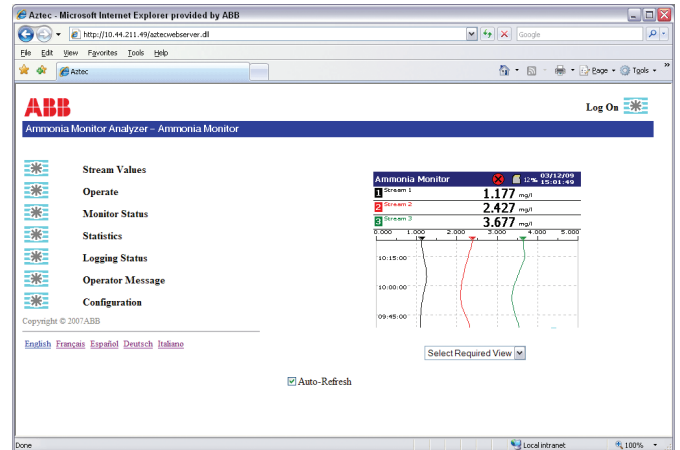 Aztec - Microsoft Internet Explorer provided by ABB
http://10.44.211.49/aztecwebserver.dl
Google
File Edit View Favorites Tools Help
Aztec
Page Tools
ABB
Log On
Ammonia Monitor Analyzer – Ammonia Monitor
Stream Values
Operate
Monitor Status
Statistics
Logging Status
Operator Message
Configuration
Copyright © 2007ABB
English Français Español Deutsch Italiano
Ammonia Monitor 12% 03/12/09 15:01:49
1 Stream 1 1.177 mg/l
2 Stream 2 2.427 mg/l
3 Stream 3 3.677 mg/l
0.000 1.000 2.000 3.000 4.000 5.000
10:15:00
10:00:00
09:45:00
Select Required View
Auto-Refresh
Done
Local intranet
100%